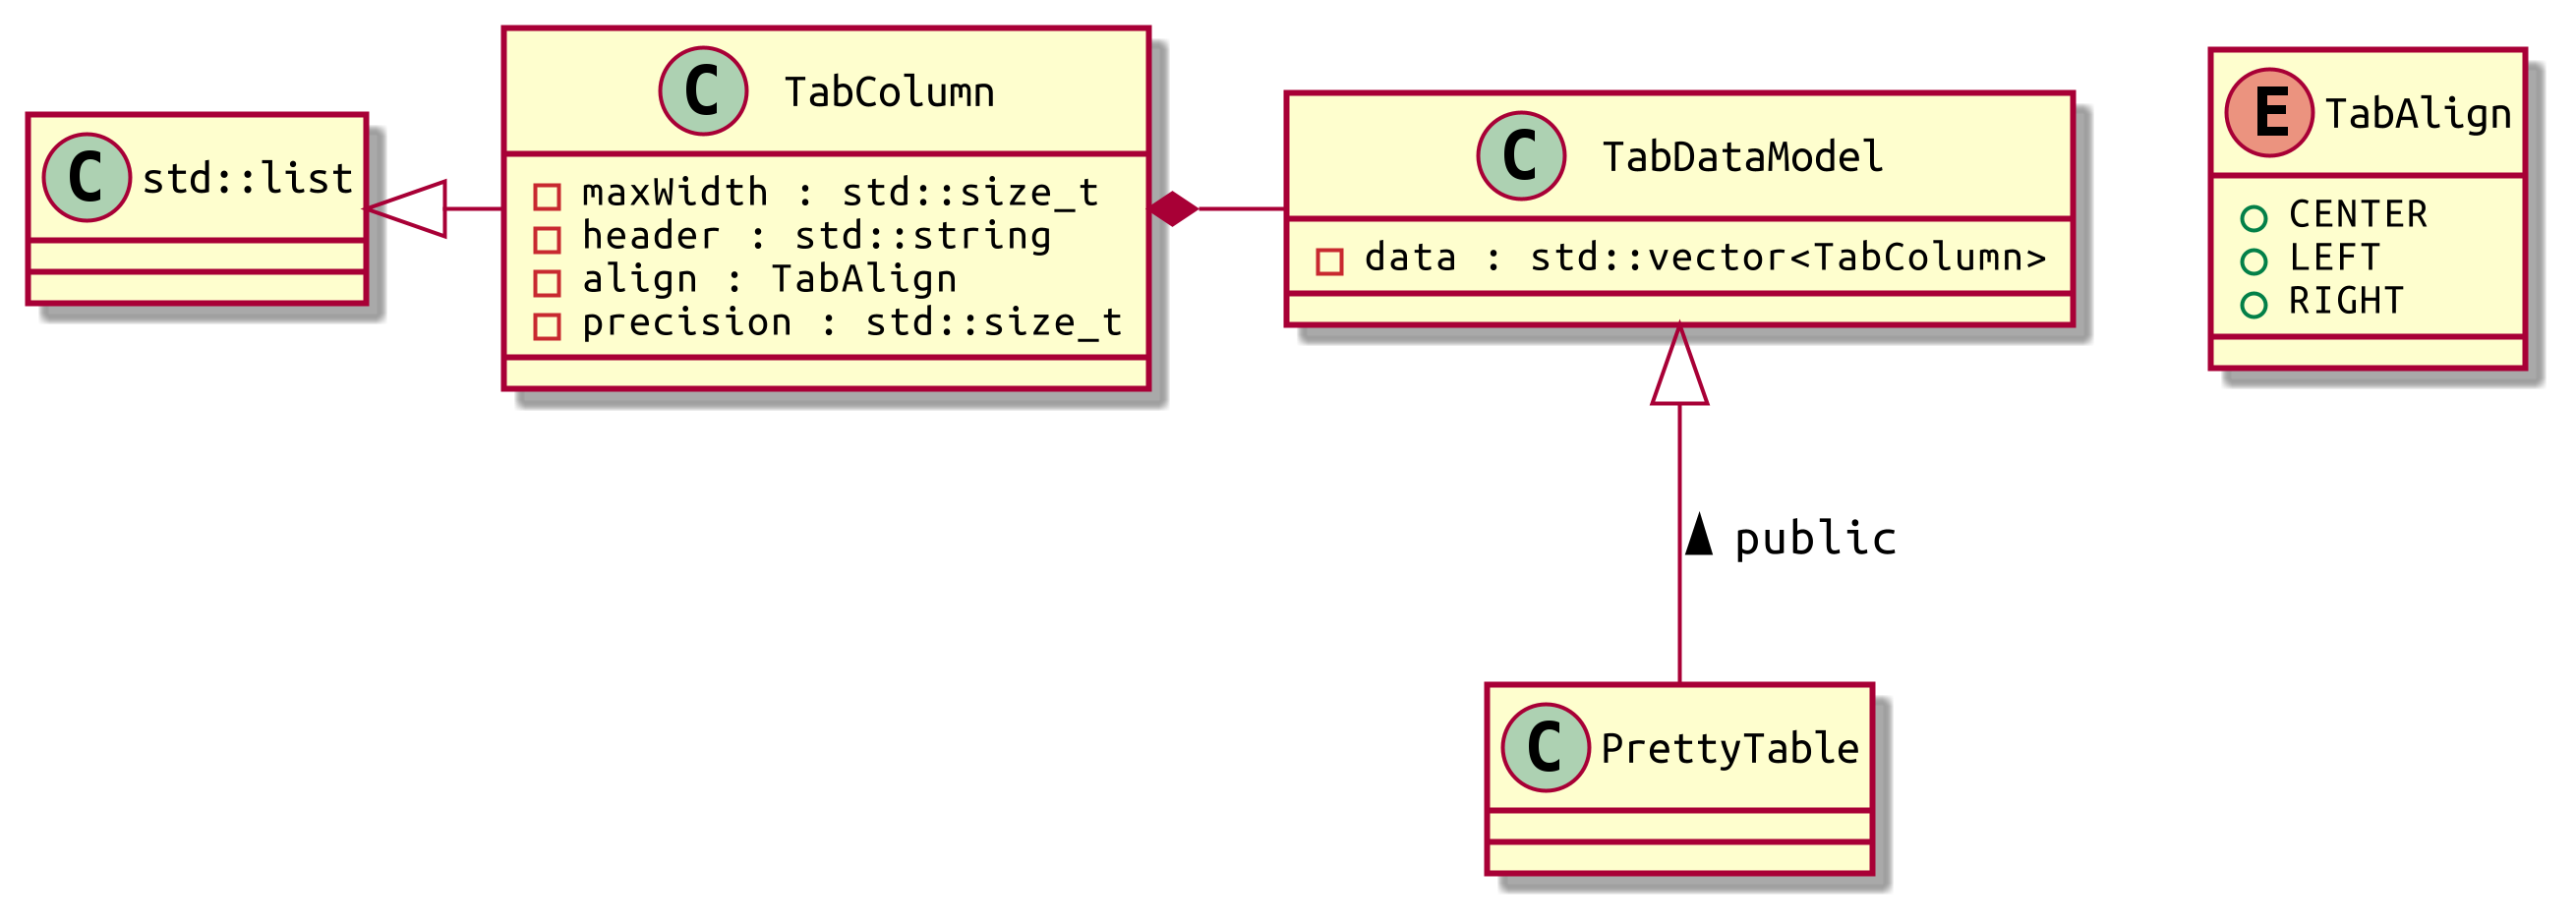 C std::list
C TabColumn
maxWidth : std::size_t
header : std::string
align : TabAlign
precision : std::size_t
C TabDataModel
data : std::vector<TabColumn>
E TabAlign
CENTER
LEFT
RIGHT
public
C PrettyTable